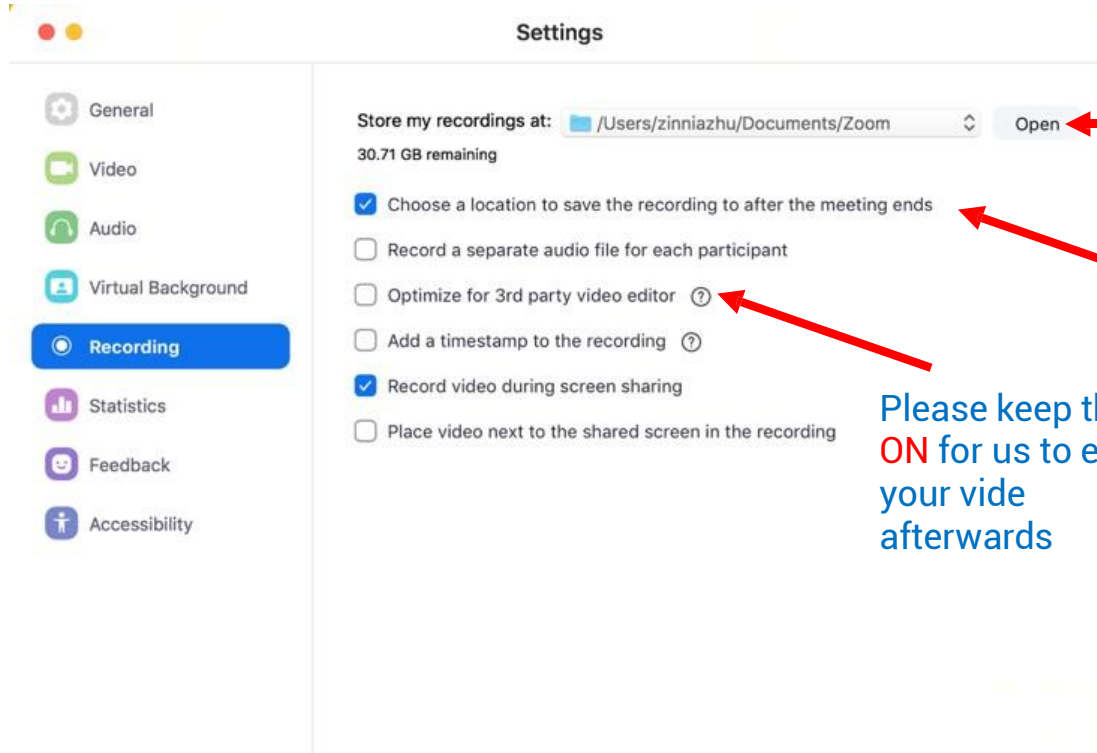 Settings
General
Video
Audio
Virtual Background
Recording
Statistics
Feedback
Accessibility
Store my recordings at: /Users/zinniazhu/Documents/Zoom Open
30.71 GB remaining
Choose a location to save the recording to after the meeting ends
Record a separate audio file for each participant
Optimize for 3rd party video editor ?
Add a timestamp to the recording ?
Record video during screen sharing
Place video next to the shared screen in the recording
Please keep
ON for us to
your vide
afterwards